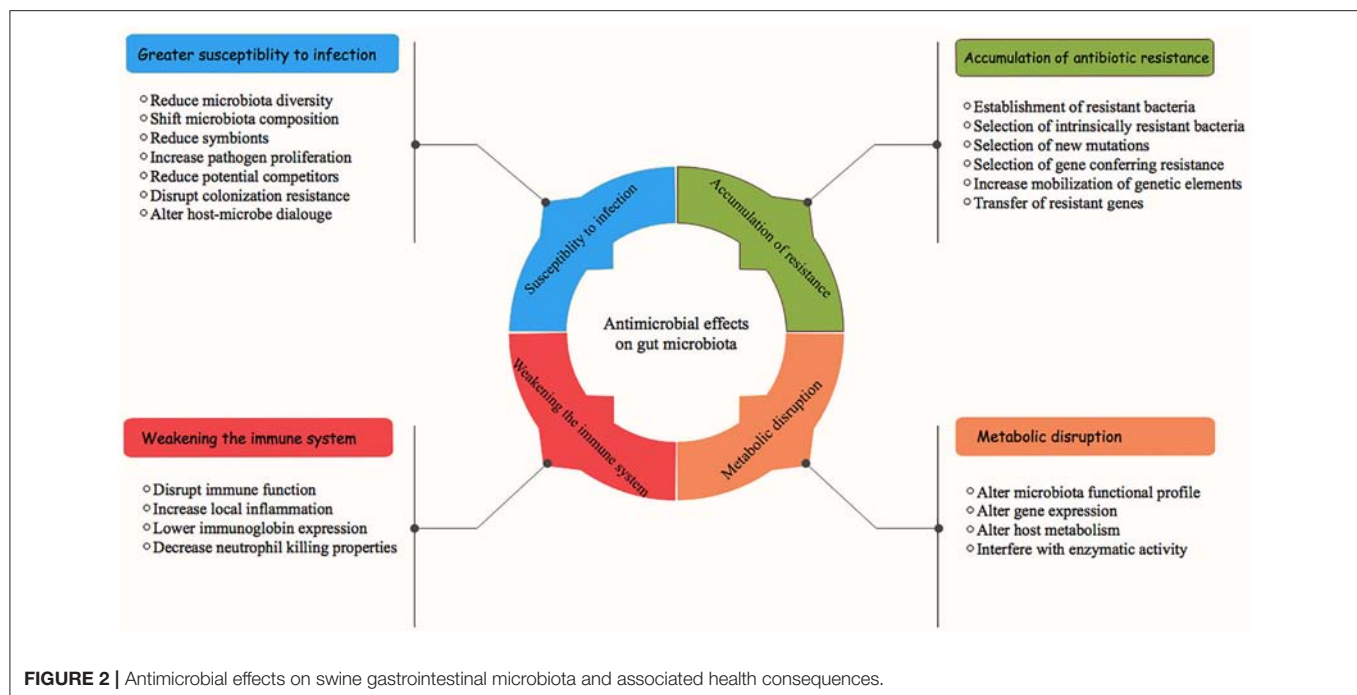 Greater susceptiblity to infection
○ Reduce microbiota diversity
○ Shift microbiota composition
○ Reduce symbionts
○ Increase pathogen proliferation
○ Reduce potential competitors
○ Disrupt colonization resistance
○ Alter host-microbe dialouge
Accumulation of antibiotic resistance
○ Establishment of resistant bacteria
○ Selection of intrinsically resistant bacteria
○ Selection of new mutations
○ Selection of gene conferring resistance
○ Increase mobilization of genetic elements
○ Transfer of resistant genes
Susceptiblity to infection
Accumulation of resistance
Antimicrobial effects
on gut microbiota
Weakening the immune system
Metabolic disruption
Weakening the immune system
○ Disrupt immune function
○ Increase local inflammation
○ Lower immunoglobin expression
○ Decrease neutrophil killing properties
Metabolic disruption
○ Alter microbiota functional profile
○ Alter gene expression
○ Alter host metabolism
○ Interfere with enzymatic activity
FIGURE 2 | Antimicrobial effects on swine gastrointestinal microbiota and associated health consequences.